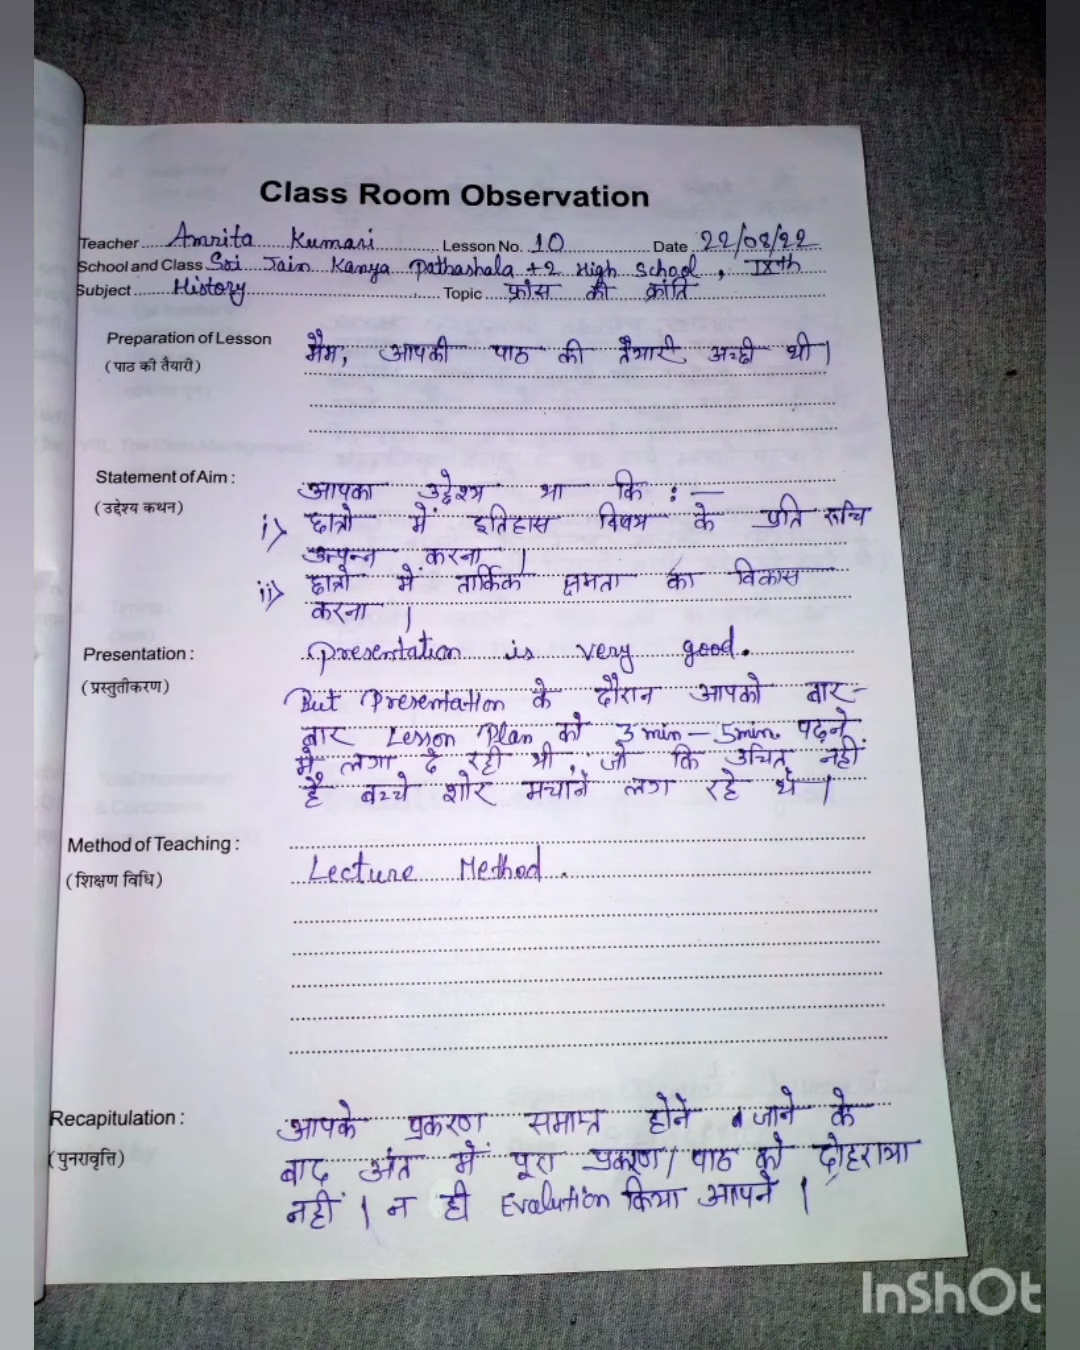 Class Room Observation
Teacher Amrita Kumari Lesson No. 10 Date 22/08/22
School and Class Sri Jain Kanya Pathashala +2 High School, IXth
Subject History Topic फ्रांस की क्रांति
Preparation of Lesson मैम, आपकी पाठ की तैयारी अच्छी थी।
(पाठ की तैयारी)
Statement of Aim : आपका उद्देश्य था कि :—
(उद्देश्य कथन) i) छात्रो में इतिहास विषय के प्रति रूचि
उत्पन्न करना।
ii) छात्रो में तार्किक क्षमता का विकास
करना।
Presentation : Presentation is very good.
(प्रस्तुतीकरण) But Presentation के दौरान आपको बार-
बार Lesson Plan को 3 min – 5 min. पढ़ने
में लगा दे रही थी, जो कि उचित नहीं
है बच्चे शोर मचाने लग रहे थे।
Method of Teaching :
(शिक्षण विधि) Lecture Method.
Recapitulation : आपके प्रकरण समाप्त होने जाने के
(पुनरावृत्ति) बाद अंत में पूरा प्रकरण/पाठ को दोहराया
नहीं। न ही Evalution किया आपने।
InShOt